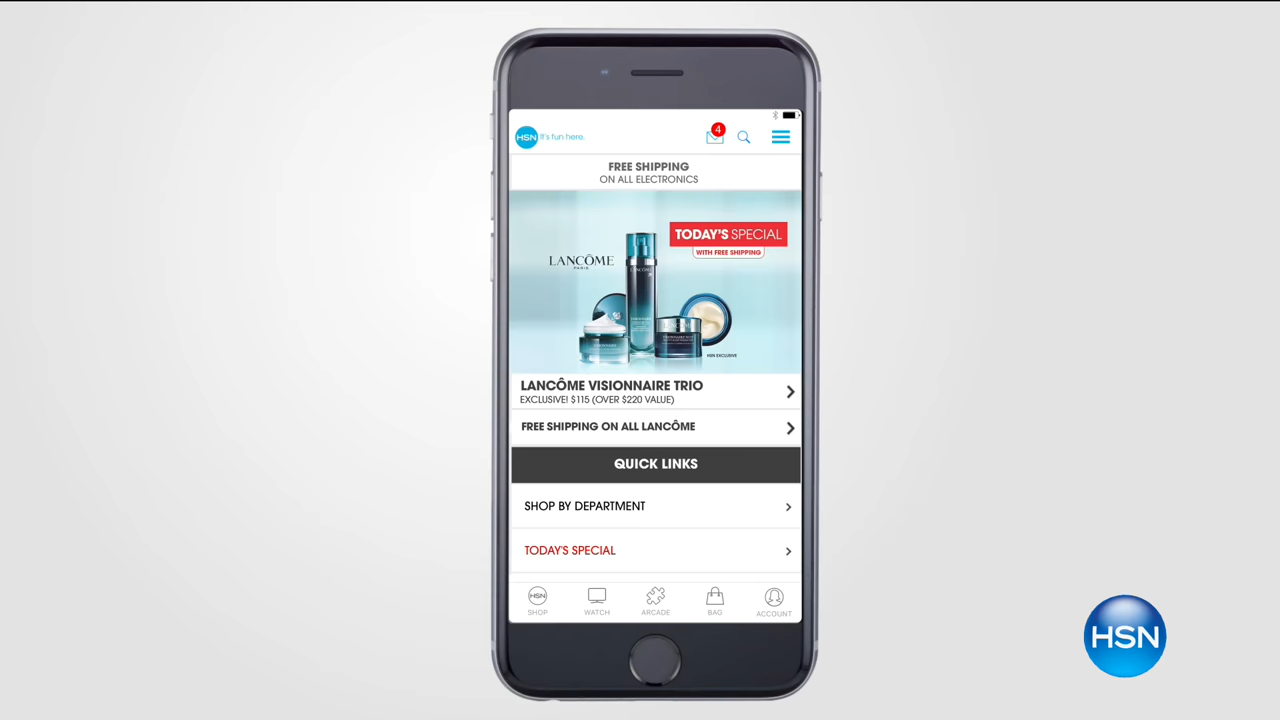 HSN It's fun here.
4
FREE SHIPPING
ON ALL ELECTRONICS
TODAY'S SPECIAL
WITH FREE SHIPPING
LANCÔME
PARIS
LANCÔME
VISIONNAIRE
HSN EXCLUSIVE
LANCÔME VISIONNAIRE TRIO
EXCLUSIVE! $115 (OVER $220 VALUE)
FREE SHIPPING ON ALL LANCÔME
QUICK LINKS
SHOP BY DEPARTMENT
TODAY'S SPECIAL
HSN
SHOP
WATCH
ARCADE
BAG
ACCOUNT
HSN